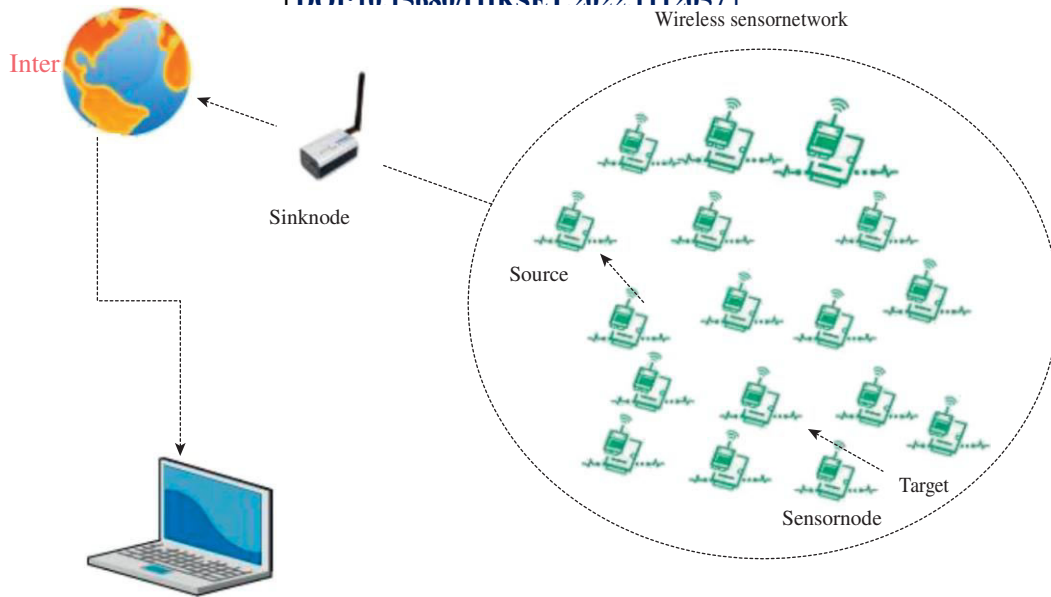 Wireless sensornetwork
Inter
Sinknode
Source
Target
Sensornode